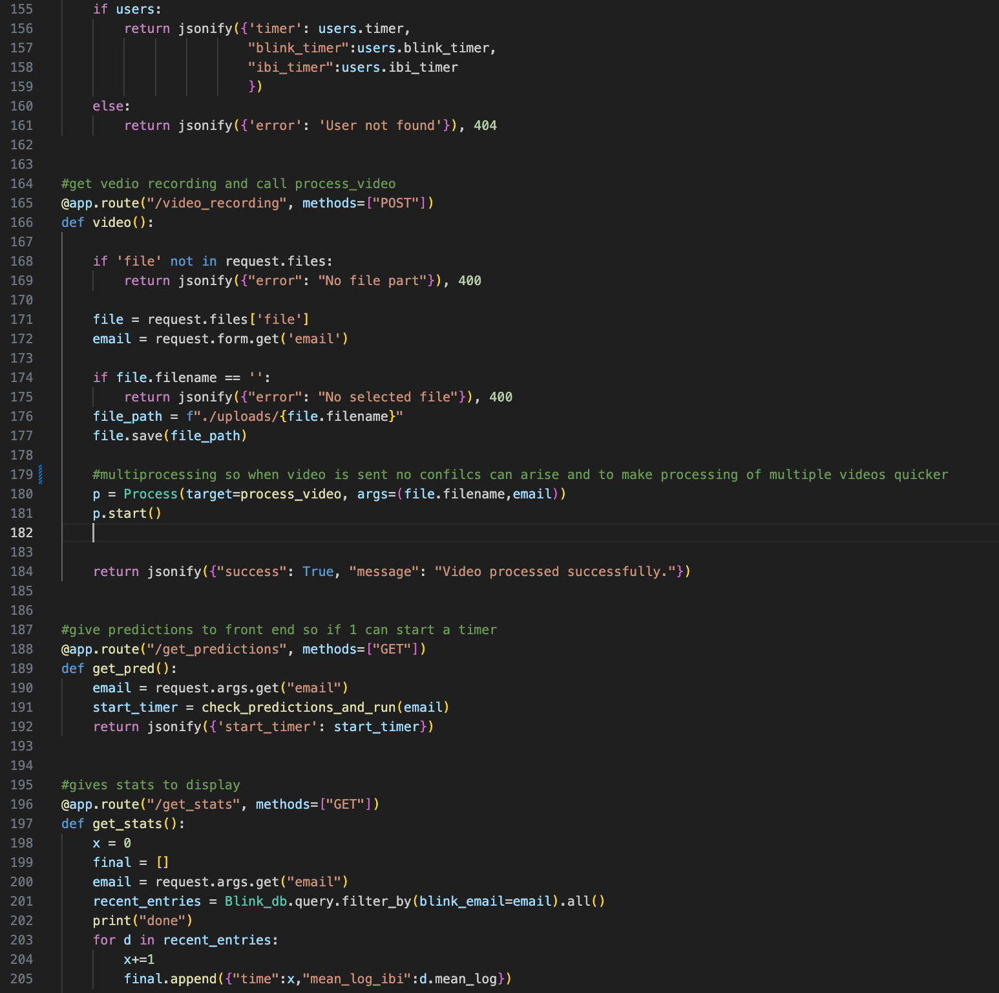 155     if users:
156         return jsonify({'timer': users.timer,
157                         "blink_timer":users.blink_timer,
158                         "ibi_timer":users.ibi_timer
159                         })
160     else:
161         return jsonify({'error': 'User not found'}), 404
162
163
164 #get vedio recording and call process_video
165 @app.route("/video_recording", methods=["POST"])
166 def video():
167
168     if 'file' not in request.files:
169         return jsonify({"error": "No file part"}), 400
170
171     file = request.files['file']
172     email = request.form.get('email')
173
174     if file.filename == '':
175         return jsonify({"error": "No selected file"}), 400
176     file_path = f"./uploads/{file.filename}"
177     file.save(file_path)
178
179     #multiprocessing so when video is sent no confilcs can arise and to make processing of multiple videos quicker
180     p = Process(target=process_video, args=(file.filename,email))
181     p.start()
182
183
184     return jsonify({"success": True, "message": "Video processed successfully."})
185
186
187 #give predictions to front end so if 1 can start a timer
188 @app.route("/get_predictions", methods=["GET"])
189 def get_pred():
190     email = request.args.get("email")
191     start_timer = check_predictions_and_run(email)
192     return jsonify({'start_timer': start_timer})
193
194
195 #gives stats to display
196 @app.route("/get_stats", methods=["GET"])
197 def get_stats():
198     x = 0
199     final = []
200     email = request.args.get("email")
201     recent_entries = Blink_db.query.filter_by(blink_email=email).all()
202     print("done")
203     for d in recent_entries:
204         x+=1
205         final.append({"time":x,"mean_log_ibi":d.mean_log})